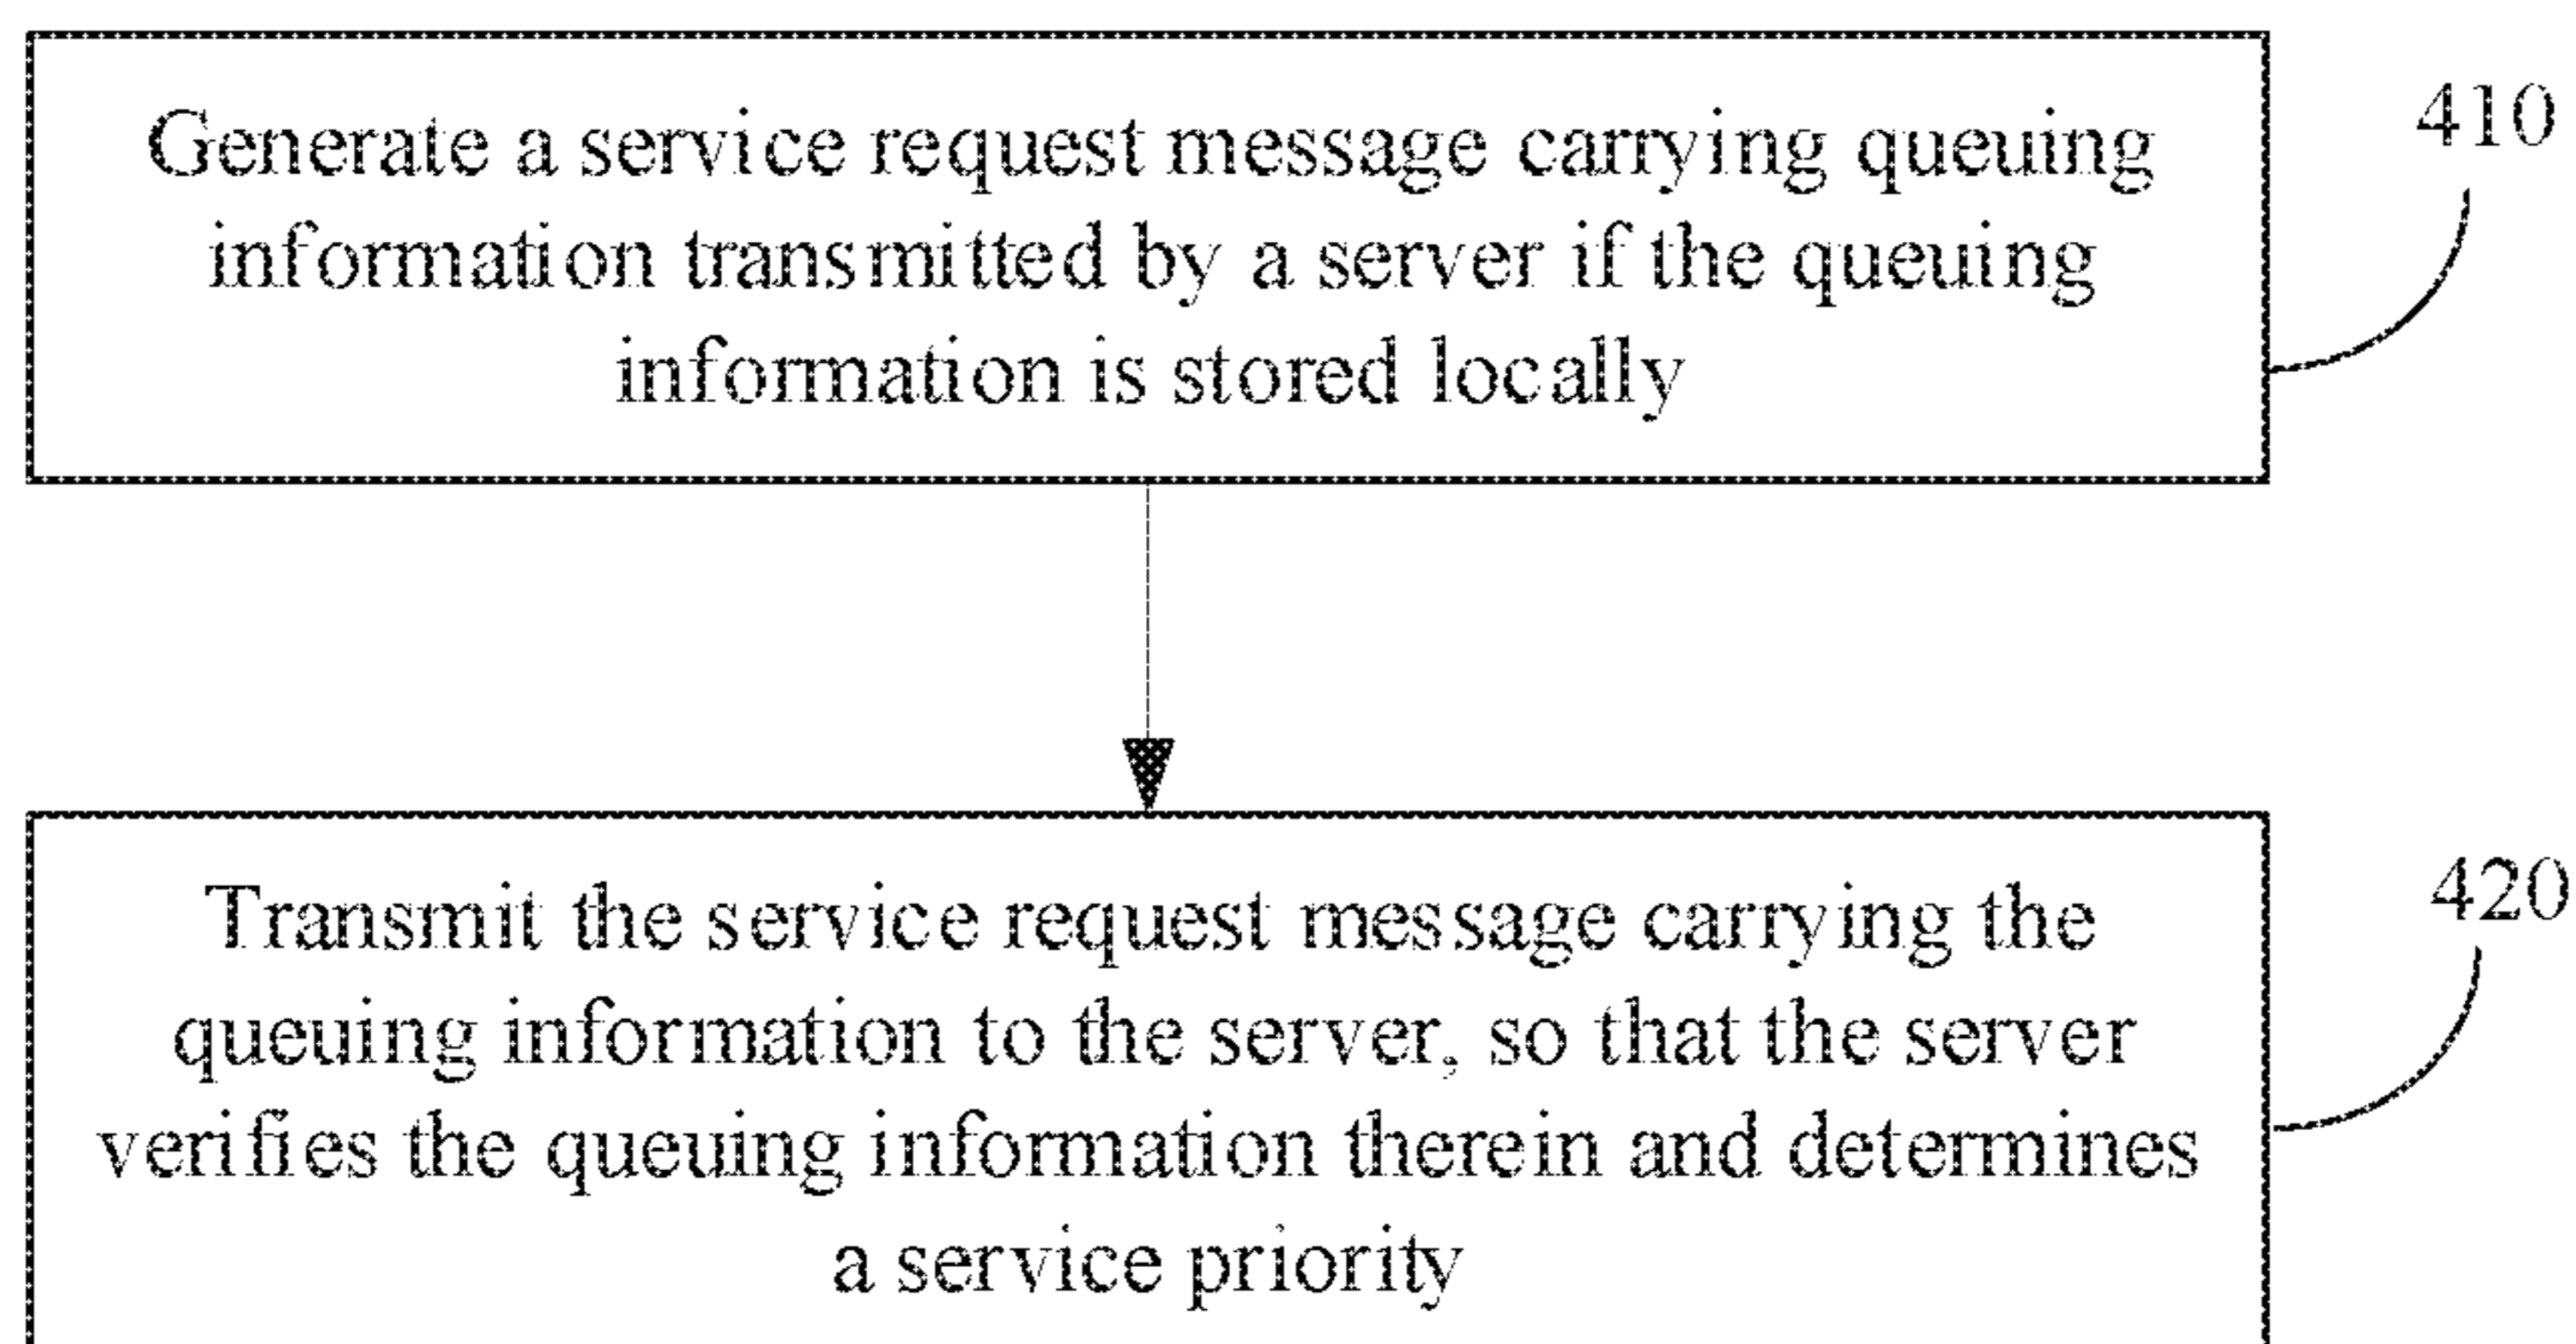 Generate a service request message carrying queuing
410
information transmitted by a server if the queuing
information is stored locally
Transmit the service request message carrying the
420
queuing information to the server, so that the server
verifies the queuing information therein and determines
a service priority